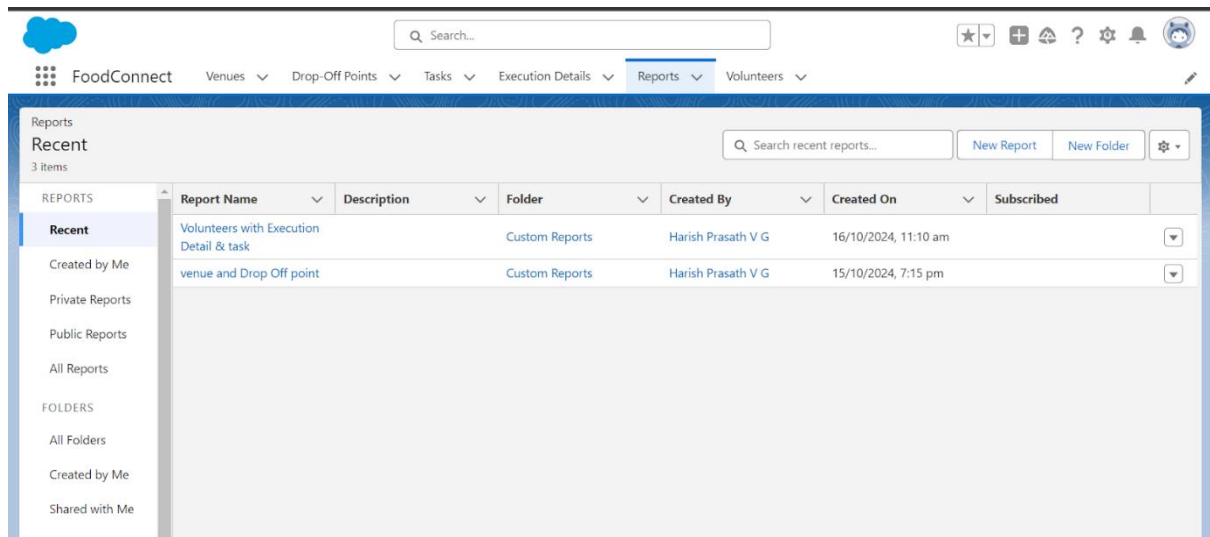 Search...
FoodConnect Venues Drop-Off Points Tasks Execution Details Reports Volunteers
Reports
Recent
3 items
Search recent reports... New Report New Folder
REPORTS
Recent
Created by Me
Private Reports
Public Reports
All Reports
FOLDERS
All Folders
Created by Me
Shared with Me
Report Name Description Folder Created By Created On Subscribed
Volunteers with Execution
Detail & task Custom Reports Harish Prasath V G 16/10/2024, 11:10 am
venue and Drop Off point Custom Reports Harish Prasath V G 15/10/2024, 7:15 pm